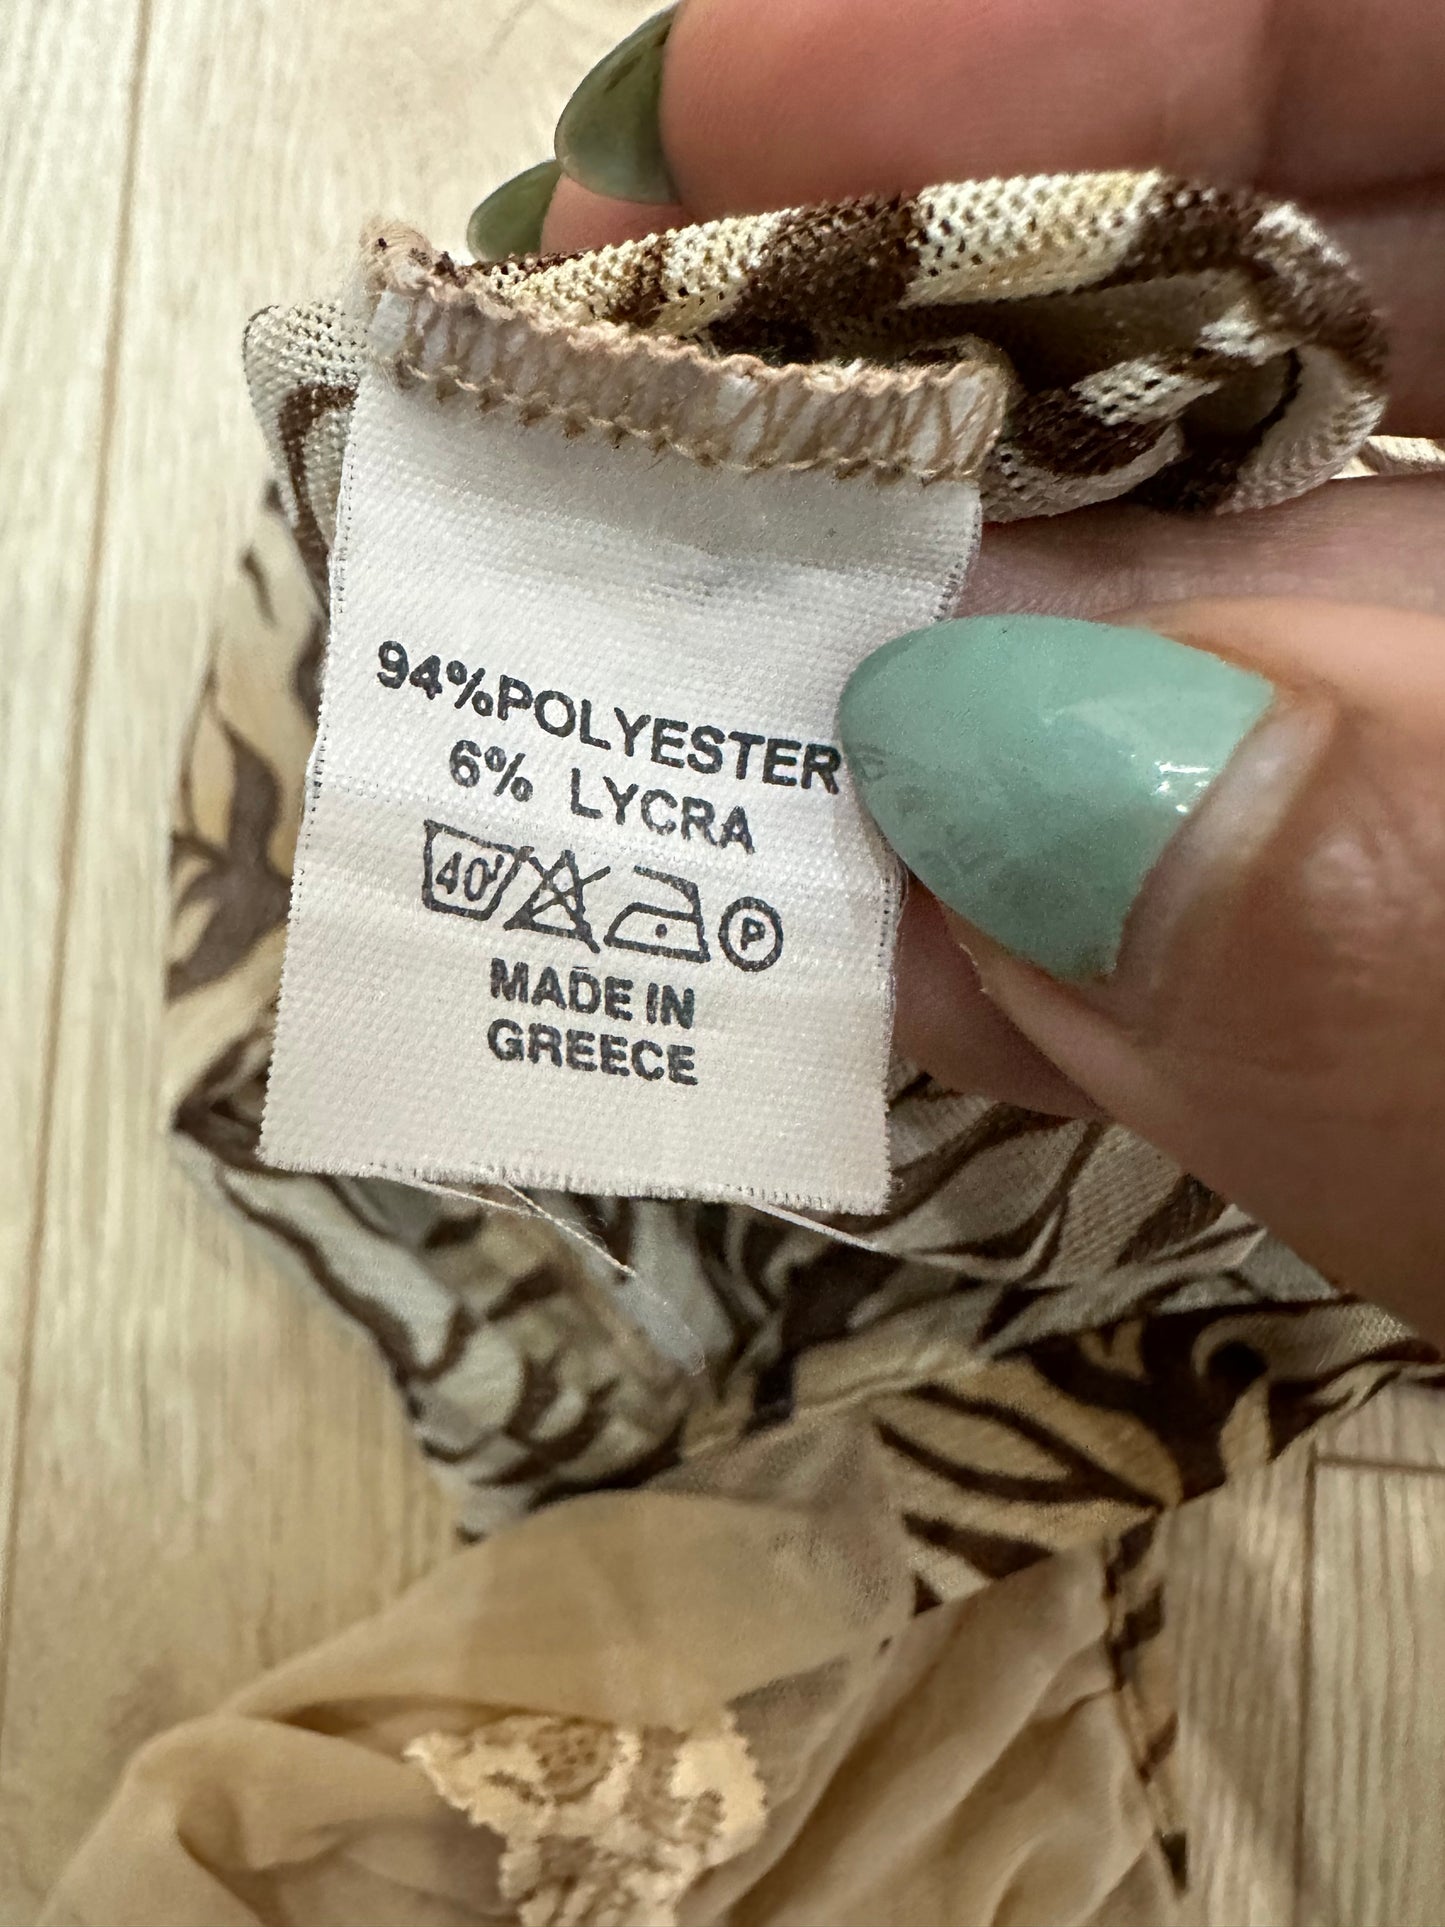 94%POLYESTER
6% LYCRA
40
P
MADE IN
GREECE